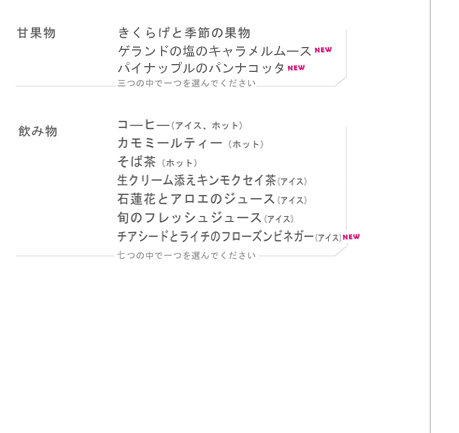 甘果物
きくらげと季節の果物
ゲランドの塩のキャラメルムース NEW
パイナップルのパンナコッタ NEW
三つの中で一つを選んでください
飲み物
コーヒー(アイス、ホット)
カモミールティー(ホット)
そば茶(ホット)
生クリーム添えキンモクセイ茶(アイス)
石蓮花とアロエのジュース(アイス)
旬のフレッシュジュース(アイス)
チアシードとライチのフローズンビネガー(アイス)NEW
七つの中で一つを選んでください